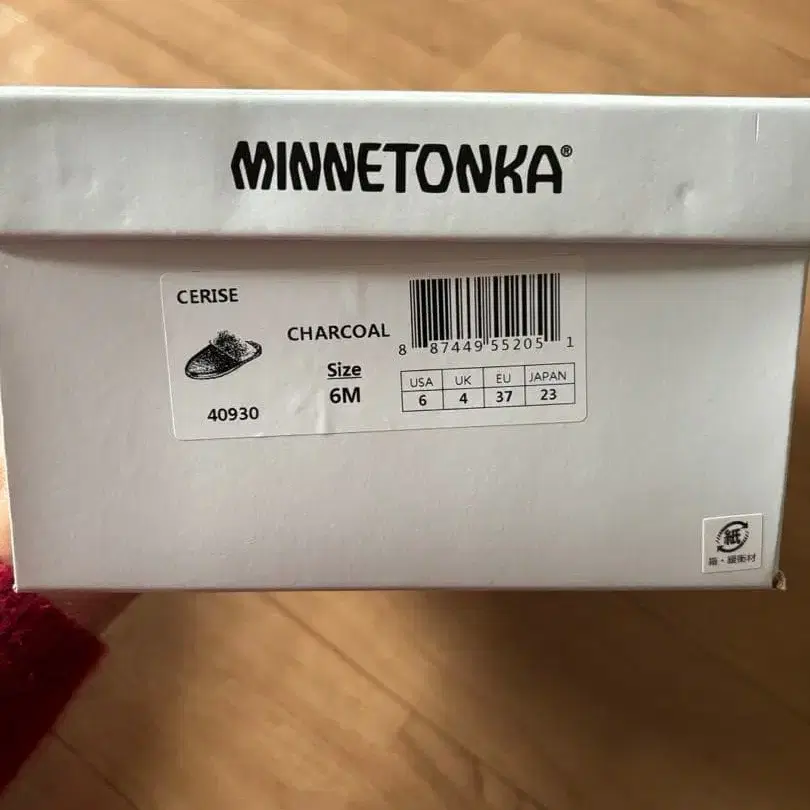 MINNETONKA®
CERISE
CHARCOAL
8 87449 55205 1
Size
6M
40930
USA UK EU JAPAN
6 4 37 23
紙
箱・緩衝材